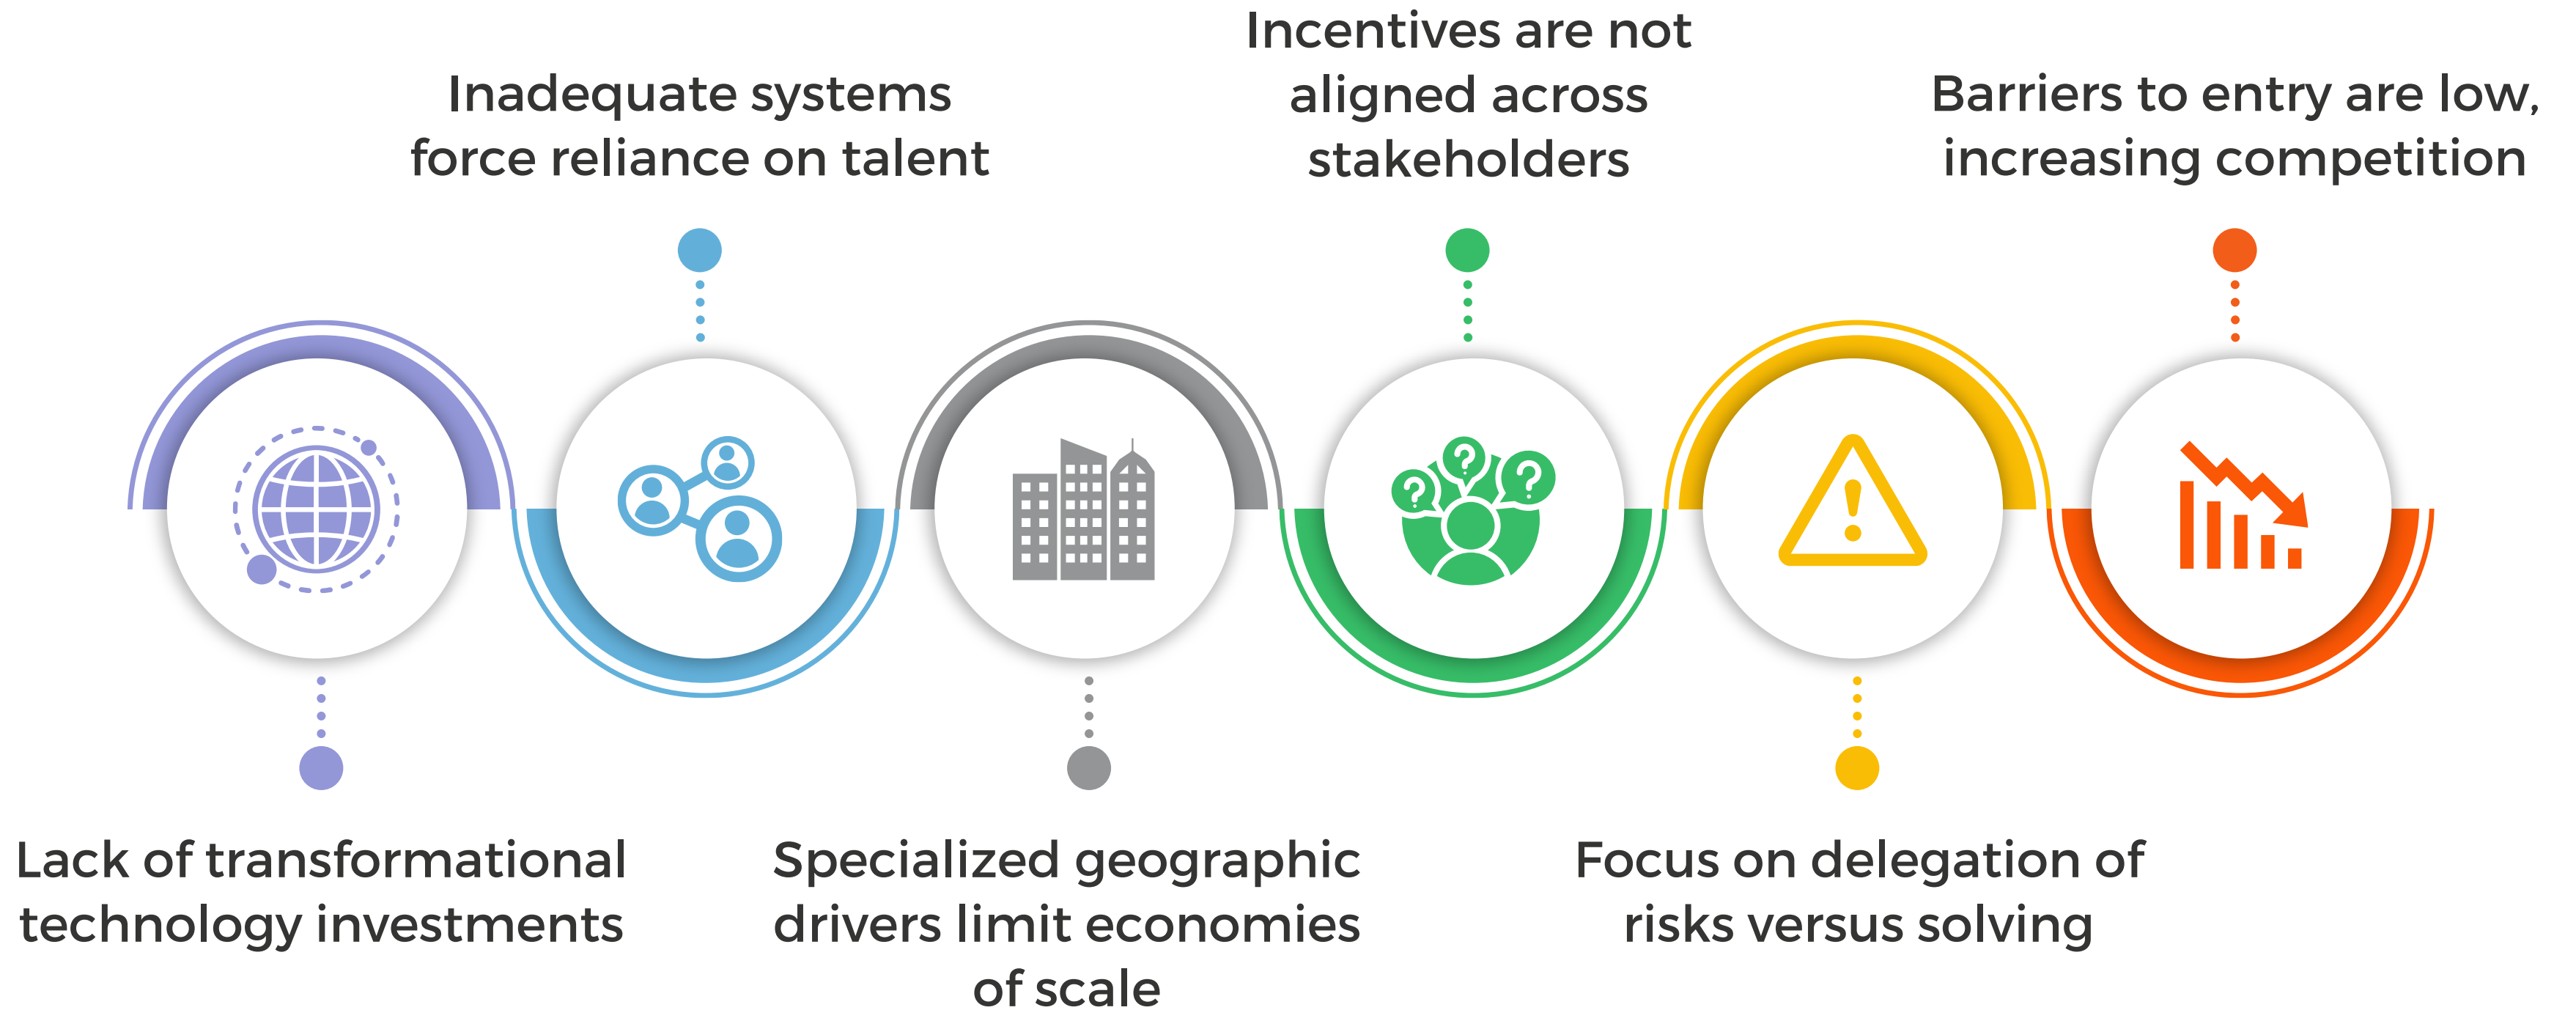 Lack of transformational
technology investments
Inadequate systems
force reliance on talent
Specialized geographic
drivers limit economies
of scale
Incentives are not
aligned across
stakeholders
Focus on delegation of
risks versus solving
Barriers to entry are low,
increasing competition